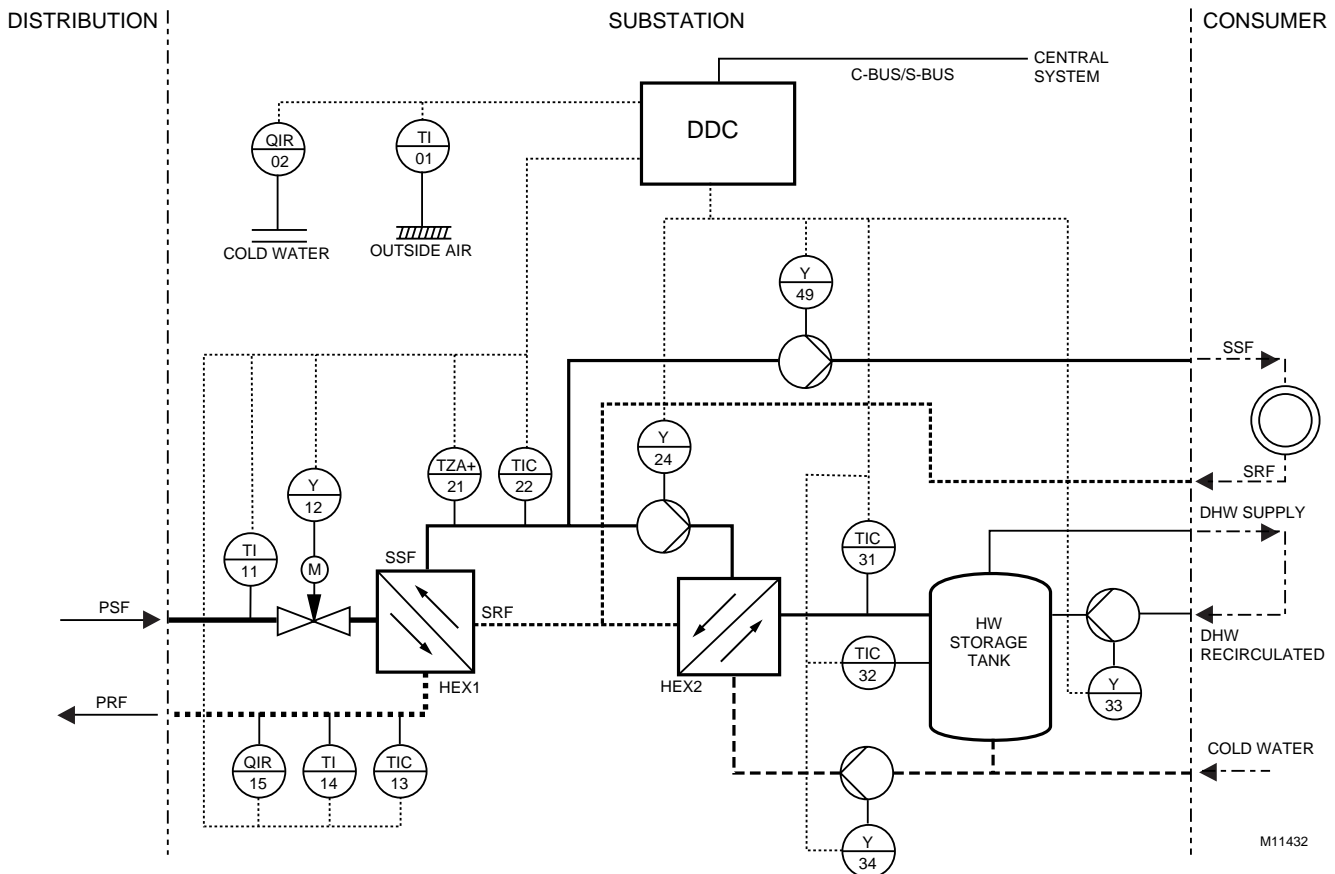 DISTRIBUTION
SUBSTATION
CONSUMER
C-BUS/S-BUS
CENTRAL
SYSTEM
DDC
QIR
02
TI
01
COLD WATER
OUTSIDE AIR
Y
49
SSF
Y
24
TZA+
21
TIC
22
Y
12
SRF
DHW SUPPLY
TI
11
M
SSF
TIC
31
PSF
SRF
HW
STORAGE
TANK
DHW
RECIRCULATED
TIC
32
HEX1
HEX2
Y
33
PRF
COLD WATER
QIR
15
TI
14
TIC
13
Y
34
M11432